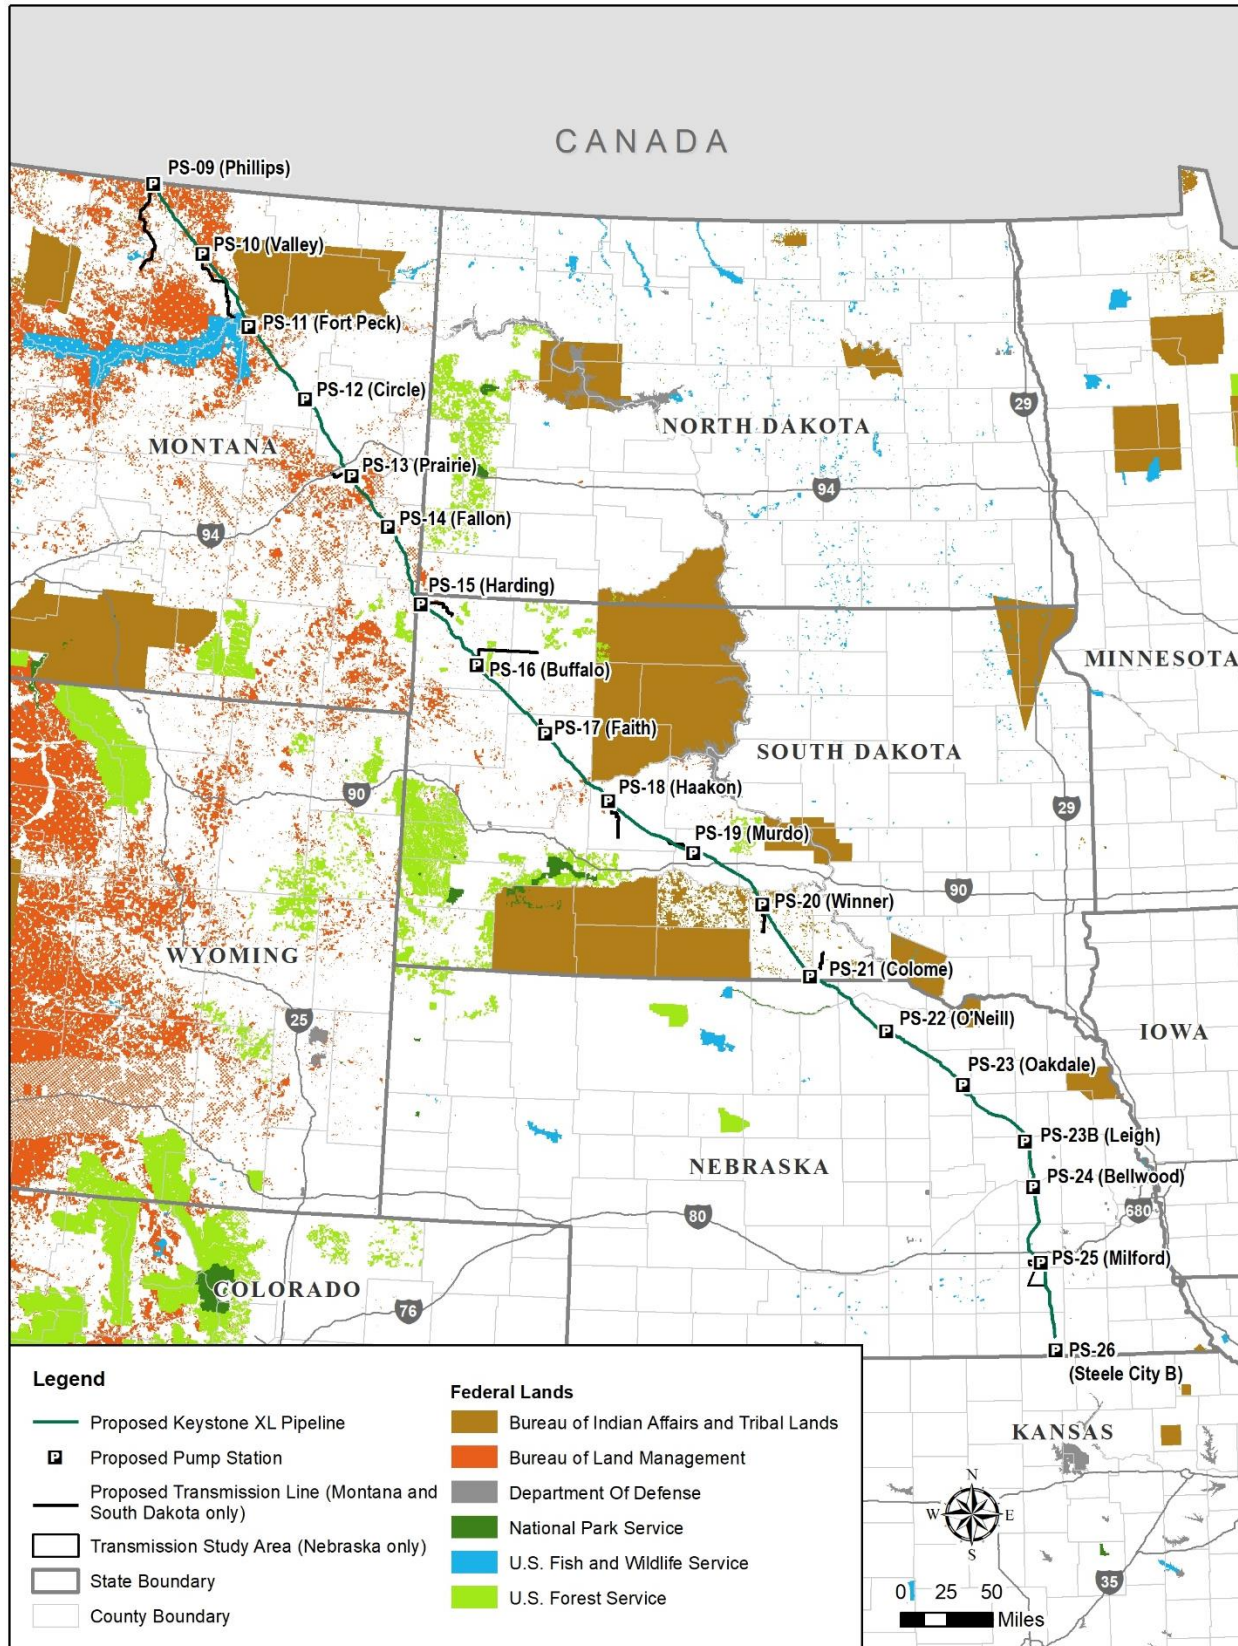 CANADA
PS-09 (Phillips)
PS-10 (Valley)
PS-11 (Fort Peck)
PS-12 (Circle)
29
NORTH DAKOTA
MONTANA
PS-13 (Prairie)
94
PS-14 (Fallon)
94
PS-15 (Harding)
MINNESOTA
PS-16 (Buffalo)
PS-17 (Faith)
SOUTH DAKOTA
PS-18 (Haakon)
90
29
PS-19 (Murdo)
90
PS-20 (Winner)
WYOMING
PS-21 (Colome)
25
PS-22 (O'Neill)
IOWA
PS-23 (Oakdale)
PS-23B (Leigh)
NEBRASKA
PS-24 (Bellwood)
680
80
PS-25 (Milford)
COLORADO
76
PS-26
(Steele City B)
KANSAS
35
Legend
Proposed Keystone XL Pipeline
P Proposed Pump Station
Proposed Transmission Line (Montana and
South Dakota only)
Transmission Study Area (Nebraska only)
State Boundary
County Boundary
Federal Lands
Bureau of Indian Affairs and Tribal Lands
Bureau of Land Management
Department Of Defense
National Park Service
U.S. Fish and Wildlife Service
U.S. Forest Service
N
W E
S
0 25 50
Miles